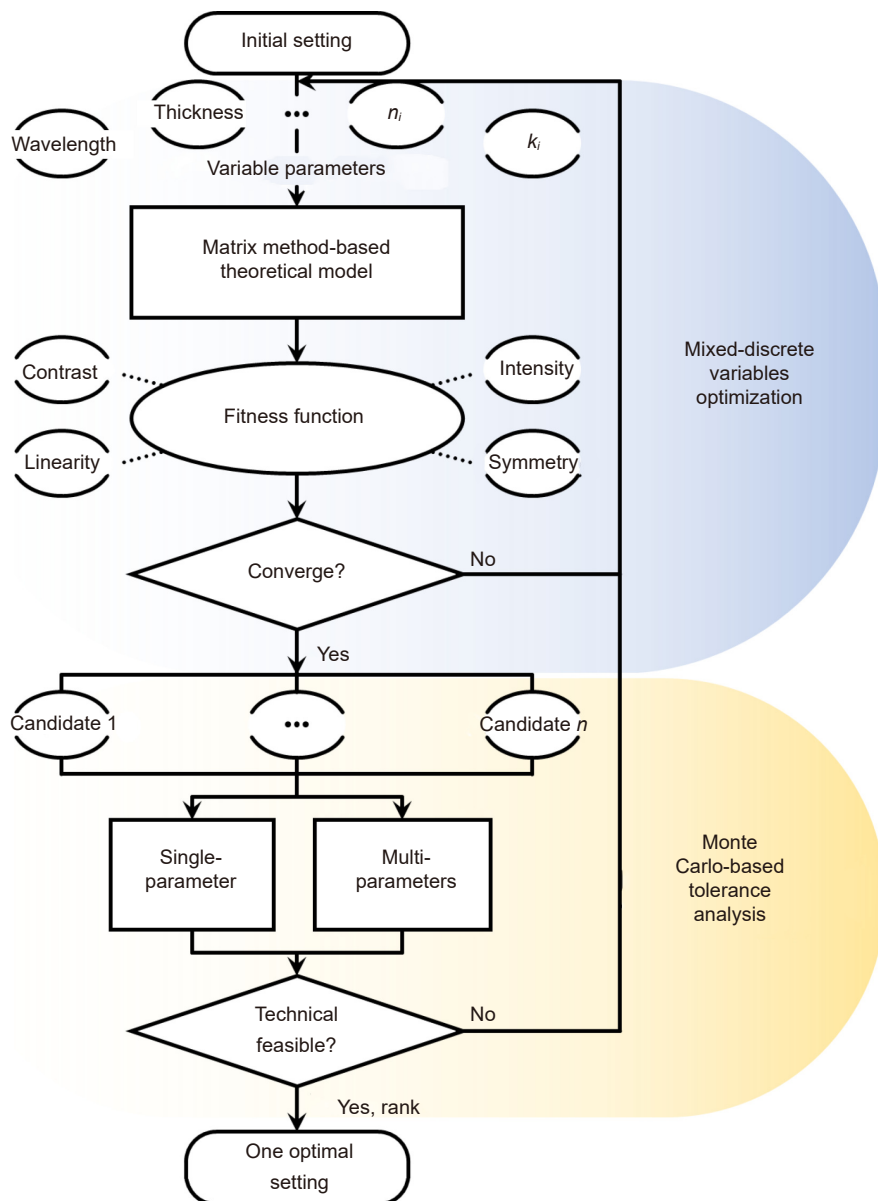 Initial setting
Wavelength
Thickness
...
n_i
k_i
Variable parameters
Matrix method-based
theoretical model
Contrast
Intensity
Fitness function
Linearity
Symmetry
Mixed-discrete
variables
optimization
Converge?
No
Yes
Candidate 1
...
Candidate n
Single-
parameter
Multi-
parameters
Monte
Carlo-based
tolerance
analysis
Technical
feasible?
No
Yes, rank
One optimal
setting